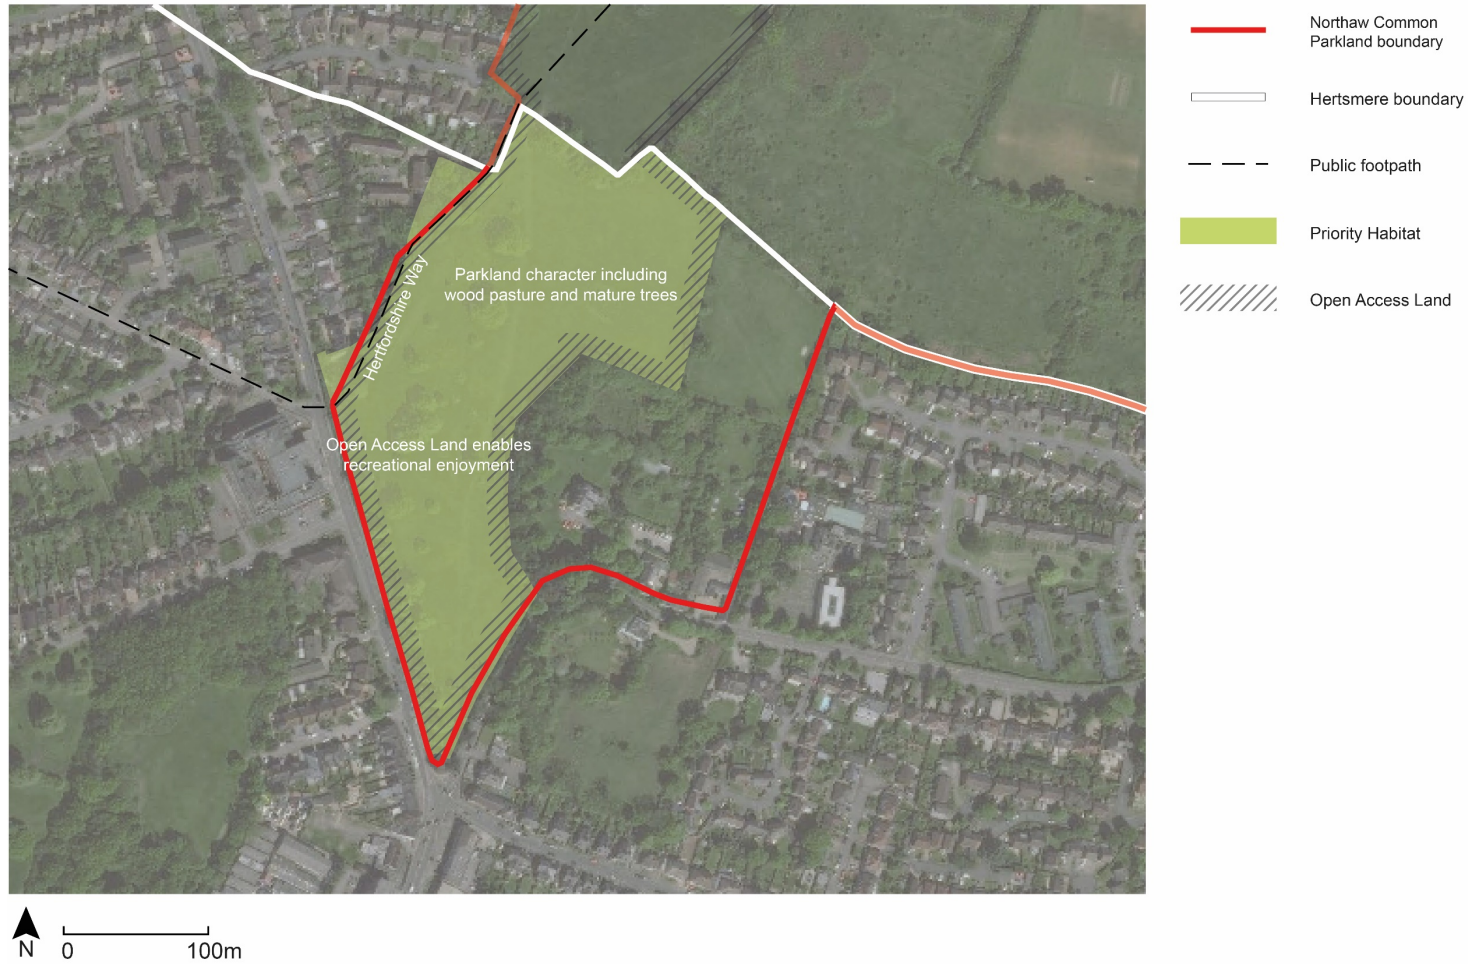 Northaw Common
Parkland boundary
Hertsmere boundary
Public footpath
Priority Habitat
Open Access Land
Parkland character including
wood pasture and mature trees
Hertfordshire Way
Open Access Land enables
recreational enjoyment
N
0
100m